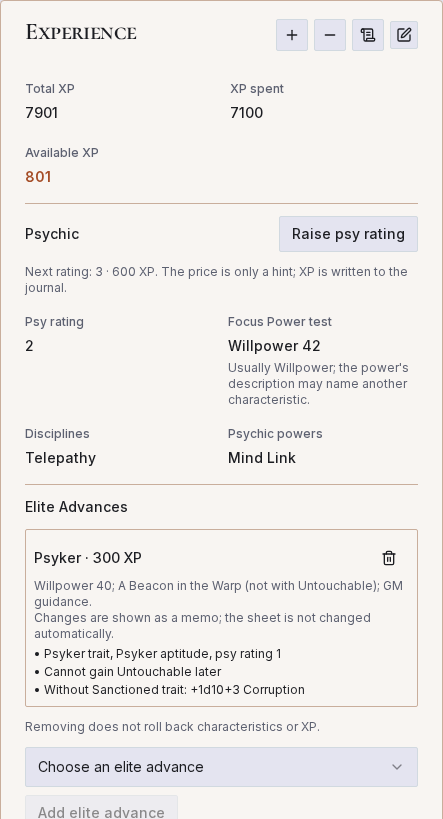 Experience
Total XP
XP spent
7901
7100
Available XP
801
Psychic
Raise psy rating
Next rating: 3 · 600 XP. The price is only a hint; XP is written to the
journal.
Psy rating
Focus Power test
2
Willpower 42
Usually Willpower; the power's
description may name another
characteristic.
Disciplines
Psychic powers
Telepathy
Mind Link
Elite Advances
Psyker · 300 XP
Willpower 40; A Beacon in the Warp (not with Untouchable); GM
guidance.
Changes are shown as a memo; the sheet is not changed
automatically.
• Psyker trait, Psyker aptitude, psy rating 1
• Cannot gain Untouchable later
• Without Sanctioned trait: +1d10+3 Corruption
Removing does not roll back characteristics or XP.
Choose an elite advance
Add elite advance